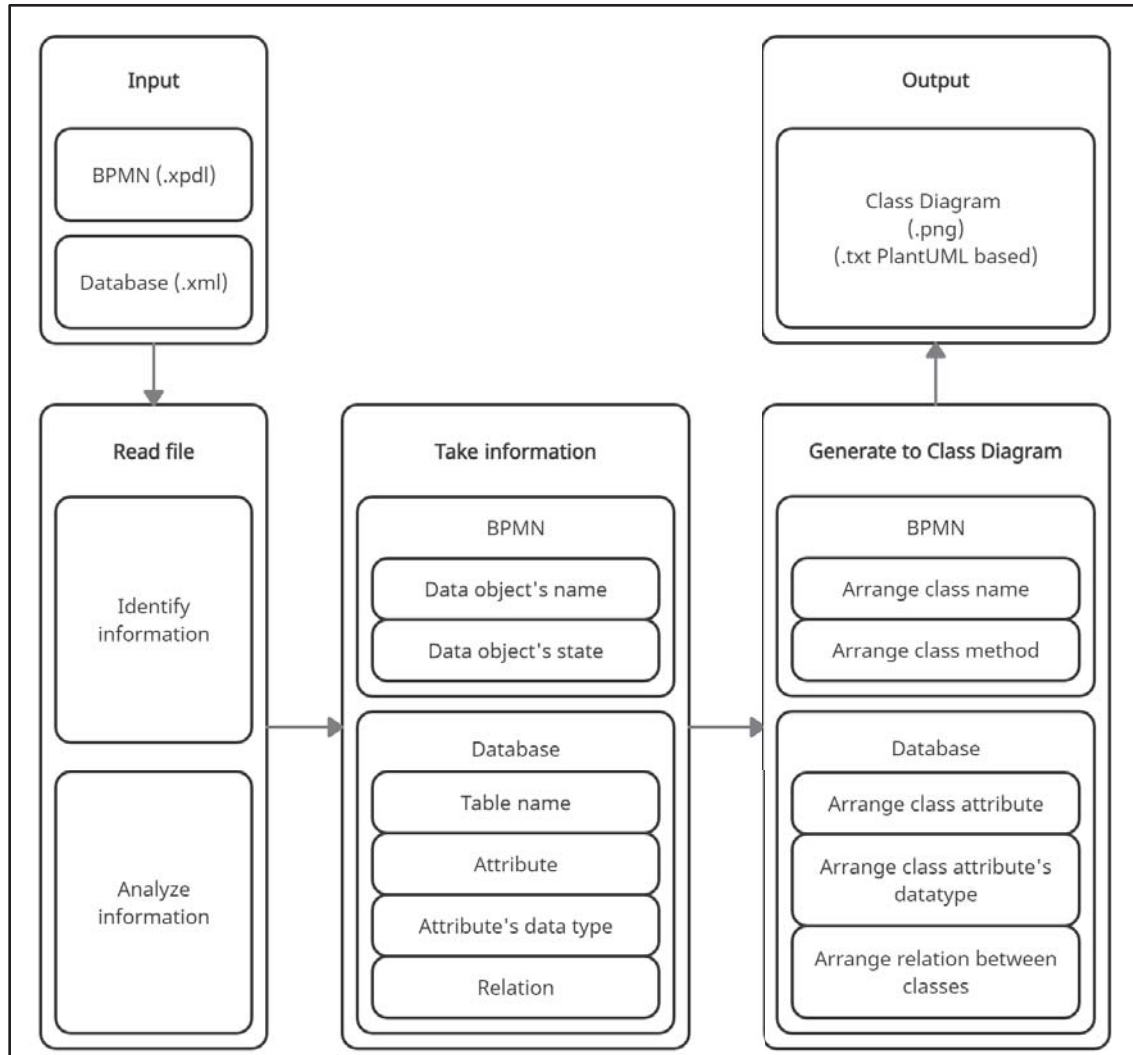 Input
BPMN (.xpdl)
Database (.xml)
Output
Class Diagram
(.png)
(.txt PlantUML based)
Read file
Identify
information
Analyze
information
Take information
BPMN
Data object's name
Data object's state
Database
Table name
Attribute
Attribute's data type
Relation
Generate to Class Diagram
BPMN
Arrange class name
Arrange class method
Database
Arrange class attribute
Arrange class attribute's
datatype
Arrange relation between
classes